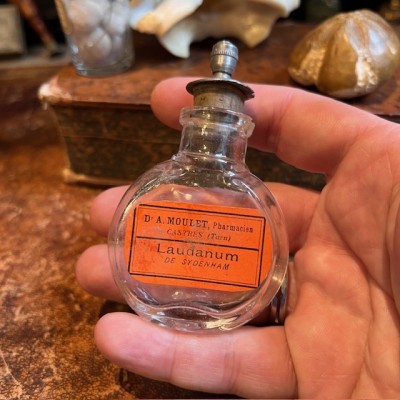 Dr A. MOULET, Pharmacien
CASTRES (Tarn)
Laudanum
DE SYDENHAM